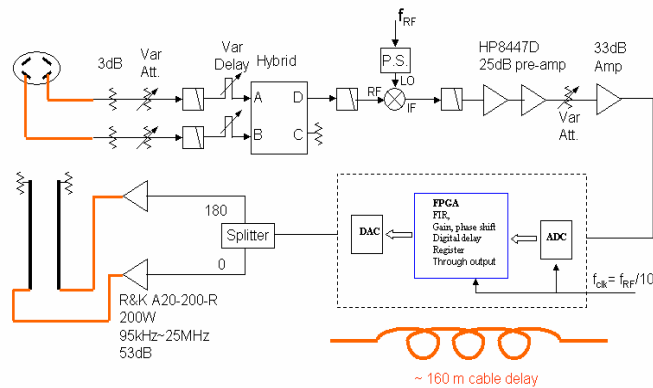 f_RF
3dB
Var
Att.
Var
Delay
Hybrid
P.S.
LO
HP8447D
25dB pre-amp
33dB
Amp
A
D
RF
IF
B
C
Var
Att.
180
Splitter
0
DAC
FPGA
FIR,
Gain, phase shift
Digital delay
Register
Through output
ADC
f_clk= f_RF/10
R&K A20-200-R
200W
95kHz~25MHz
53dB
~ 160 m cable delay